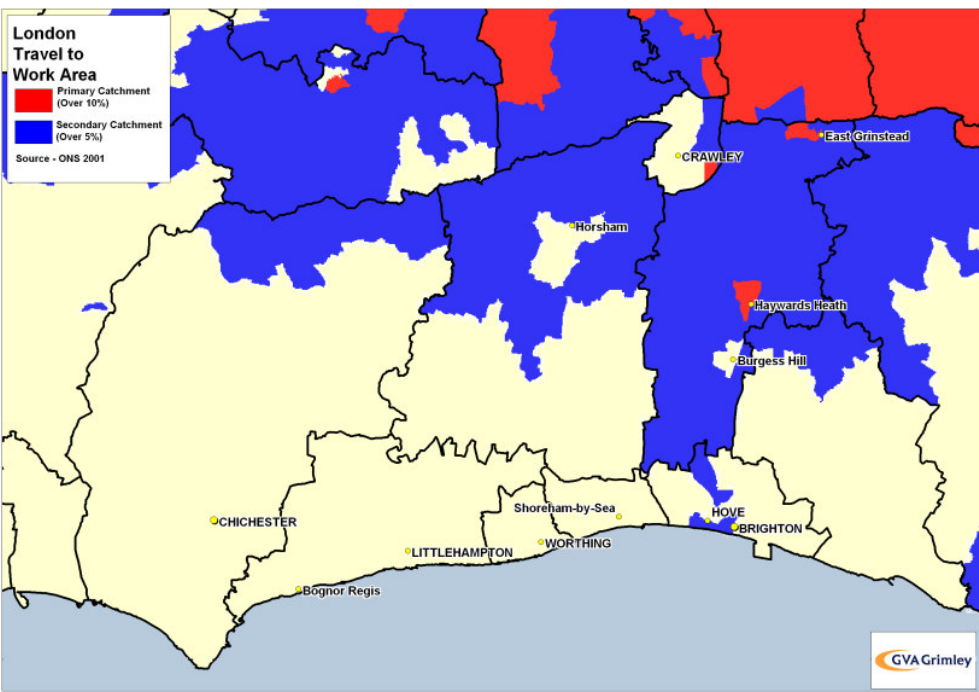 London
Travel to
Work Area
Primary Catchment
(Over 10%)
Secondary Catchment
(Over 5%)
Source - ONS 2001
East Grinstead
CRAWLEY
Horsham
Haywards Heath
Burgess Hill
Shoreham-by-Sea
HOVE
CHICHESTER
BRIGHTON
WORTHING
LITTLEHAMPTON
Bognor Regis
GVA Grimley